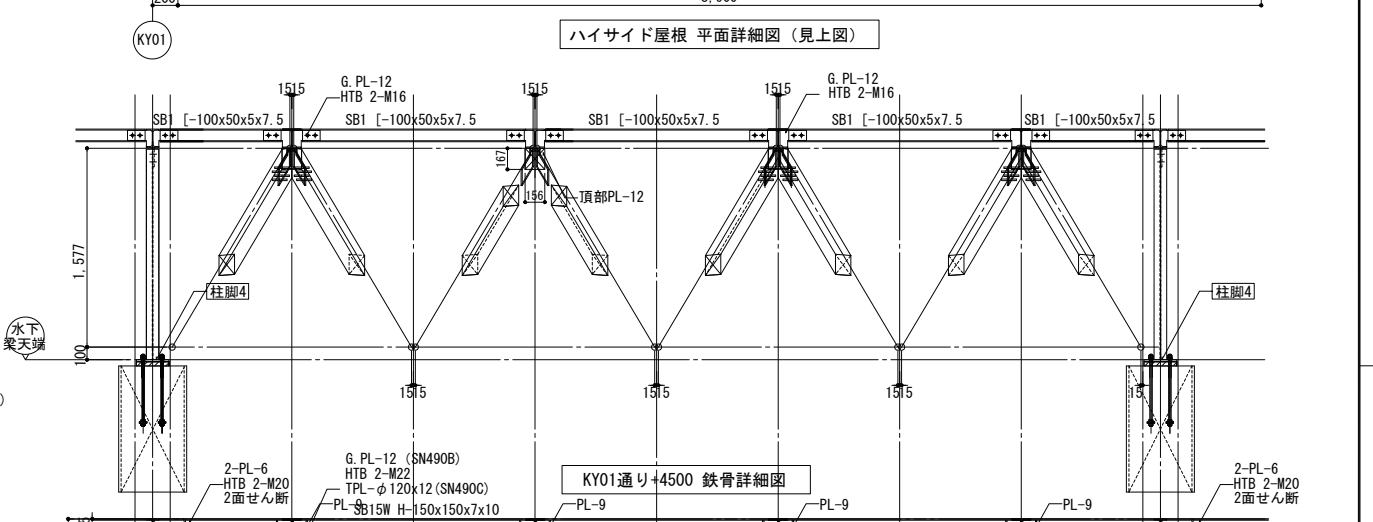 KY01
ハイサイド屋根 平面詳細図（見上図）
G.PL-12
HTB 2-M16
G.PL-12
HTB 2-M16
1515
1515
1515
1515
SB1 [-100x50x5x7.5
SB1 [-100x50x5x7.5
SB1 [-100x50x5x7.5
SB1 [-100x50x5x7.5
SB1 [-100x50x5x7.5
167
156
頂部PL-12
1,577
柱脚4
柱脚4
水下
梁天端
100
1515
1515
1515
15
)
2-PL-6
HTB 2-M20
2面せん断
G.PL-12 (SN490B)
HTB 2-M22
TPL-φ120x12(SN490C)
SB15W H-150x150x7x10
KY01通り+4500 鉄骨詳細図
2-PL-6
HTB 2-M20
2面せん断
PL-9
PL-9
PL-9
PL-9